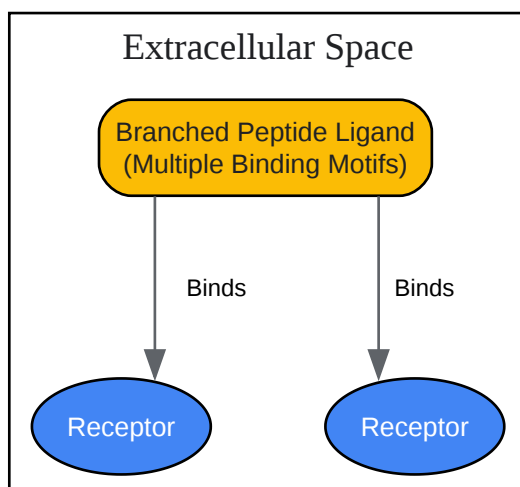 Extracellular Space
Branched Peptide Ligand
(Multiple Binding Motifs)
Binds
Binds
Receptor
Receptor